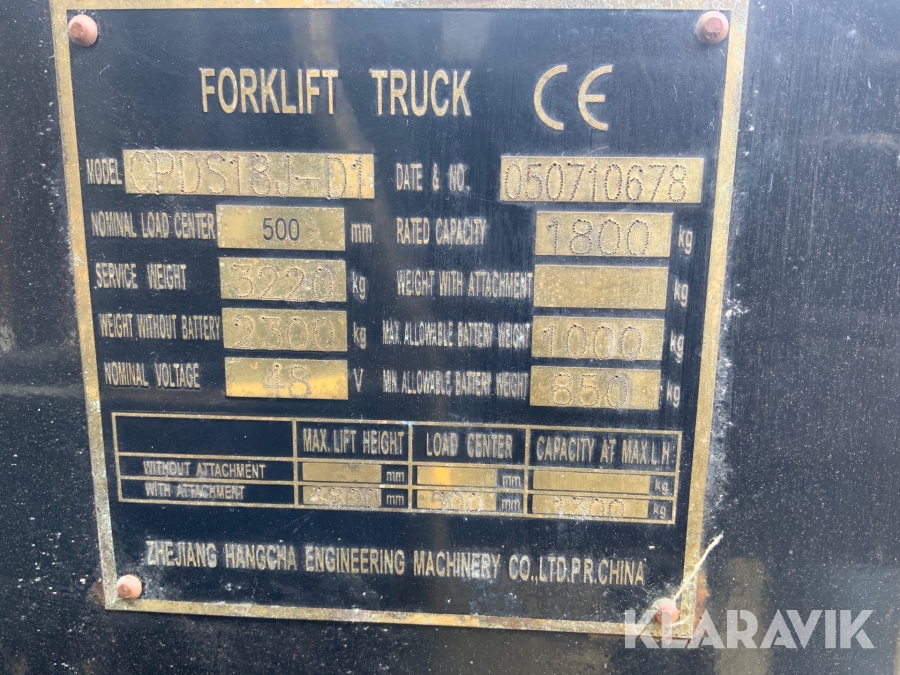 FORKLIFT TRUCK CE
MODEL CPDS18J-D1 DATE & NO. 050710678
NOMINAL LOAD CENTER 500 mm RATED CAPACITY 1800 kg
SERVICE WEIGHT 3220 kg WEIGHT WITH ATTACHMENT kg
WEIGHT WITHOUT BATTERY 2300 kg MAX. ALLOWABLE BATTERY WEIGHT 1000 kg
NOMINAL VOLTAGE 48 V MIN. ALLOWABLE BATTERY WEIGHT 850 kg
MAX. LIFT HEIGHT LOAD CENTER CAPACITY AT MAX L.H
WITHOUT ATTACHMENT mm mm kg
WITH ATTACHMENT mm 500 mm 1300 kg
ZHEJIANG HANGCHA ENGINEERING MACHINERY CO.,LTD.P.R.CHINA
KLARAVIK